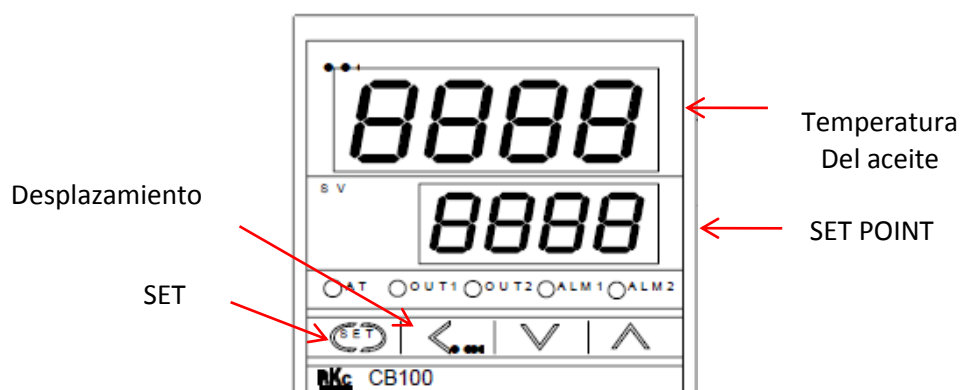 8888
Temperatura
Del aceite
Desplazamiento
SV
8888
SET POINT
AT OUT1 OUT2 ALM1 ALM2
SET
SET
RKC CB100